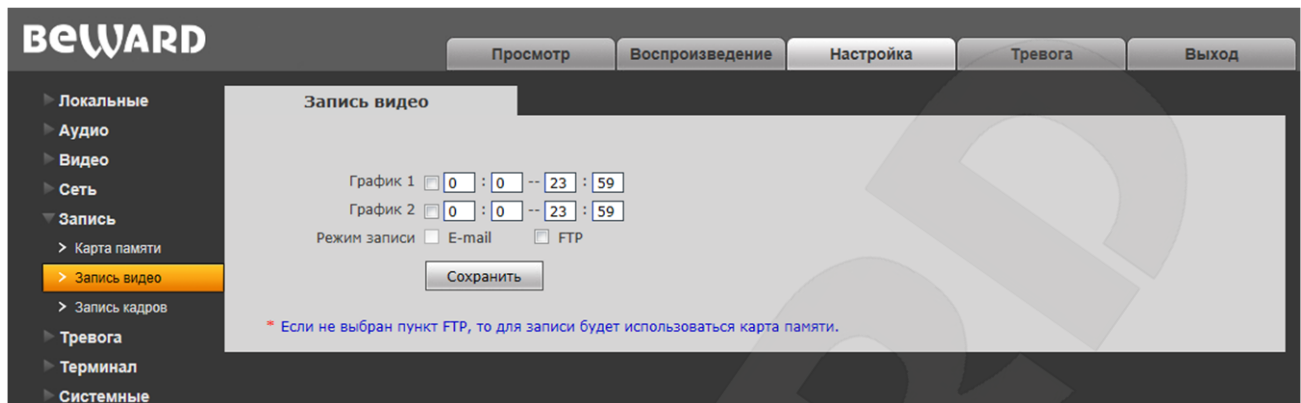 BEWARD
Просмотр Воспроизведение Настройка Тревога Выход
Локальные
Аудио
Видео
Сеть
Запись
Карта памяти
Запись видео
Запись кадров
Тревога
Терминал
Системные
Запись видео
График 1 0 : 0 -- 23 : 59
График 2 0 : 0 -- 23 : 59
Режим записи E-mail FTP
Сохранить
* Если не выбран пункт FTP, то для записи будет использоваться карта памяти.